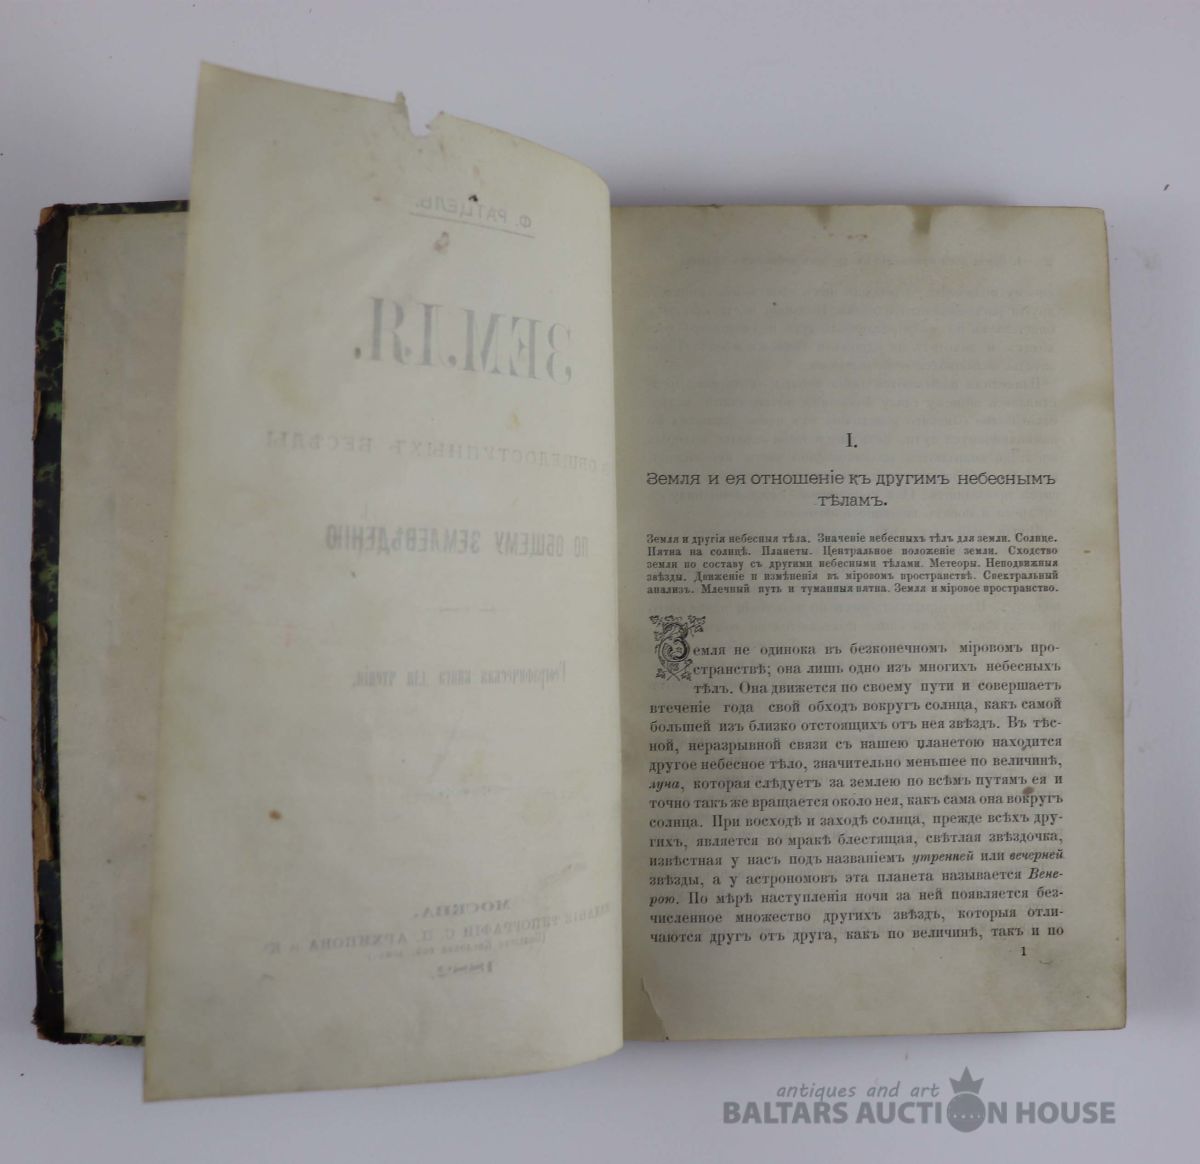 Ф. РАТЦЕЛЬ.
ЗЕМЛЯ.
ОБЩЕДОСТУПНЫХЪ БЕСѢДЫ
ПО ОБЩЕМУ ЗЕМЛЕВѢДЕНІЮ
Географическая книга для чтенія.
МОСКВА.
ТИПОГРАФІИ С. П. АРХИПОВА и К°
I.
Земля и ея отношеніе къ другимъ небеснымъ
тѣламъ.
Земля и другія небесныя тѣла. Значеніе небесныхъ тѣлъ для земли. Солнце.
Пятна на солнцѣ. Планеты. Центральное положеніе земли. Сходство
земли по составу съ другими небесными тѣлами. Метеоры. Неподвижныя
звѣзды. Движеніе и измѣненія въ міровомъ пространствѣ. Спектральный
анализъ. Млечный путь и туманныя пятна. Земля и міровое пространство.
Земля не одинока въ безконечномъ міровомъ про-
странствѣ; она лишь одно изъ многихъ небесныхъ
тѣлъ. Она движется по своему пути и совершаетъ
втеченіе года свой обходъ вокругъ солнца, какъ самой
большей изъ близко отстоящихъ отъ нея звѣздъ. Въ тѣс-
ной, неразрывной связи съ нашею планетою находится
другое небесное тѣло, значительно меньшее по величинѣ,
луна, которая слѣдуетъ за землею по всѣмъ путямъ ея и
точно такъ же вращается около нея, какъ сама она вокругъ
солнца. При восходѣ и заходѣ солнца, прежде всѣхъ дру-
гихъ, является во мракѣ блестящая, свѣтлая звѣздочка,
извѣстная у насъ подъ названіемъ утренней или вечерней
звѣзды, а у астрономовъ эта планета называется Вене-
рою. По мѣрѣ наступленія ночи за ней появляется без-
численное множество другихъ звѣздъ, которыя отли-
чаются другъ отъ друга, какъ по величинѣ, такъ и по
1
antiques and art
BALTARS AUCTION HOUSE